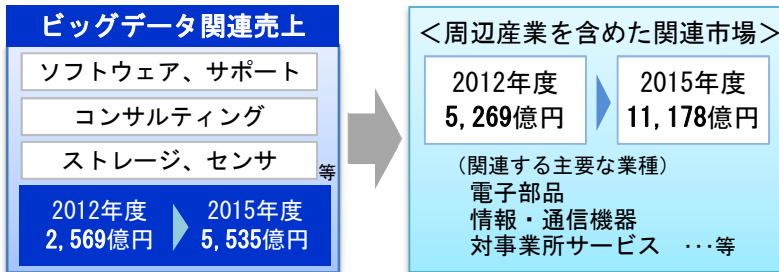 ビッグデータ関連売上
ソフトウェア、サポート
コンサルティング
ストレージ、センサ
等
2012年度
2,569億円
2015年度
5,535億円
＜周辺産業を含めた関連市場＞
2012年度
5,269億円
2015年度
11,178億円
（関連する主要な業種）
電子部品
情報・通信機器
対事業所サービス …等